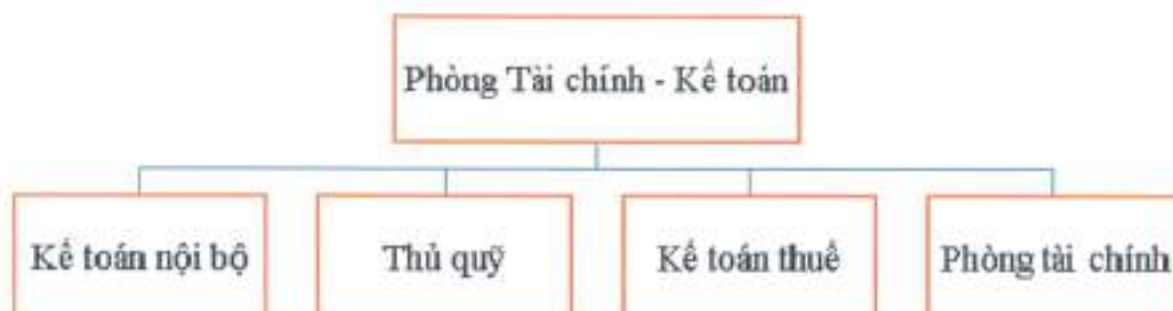 Phòng Tài chính - Kế toán
Kế toán nội bộ
Thủ quỹ
Kế toán thuế
Phòng tài chính